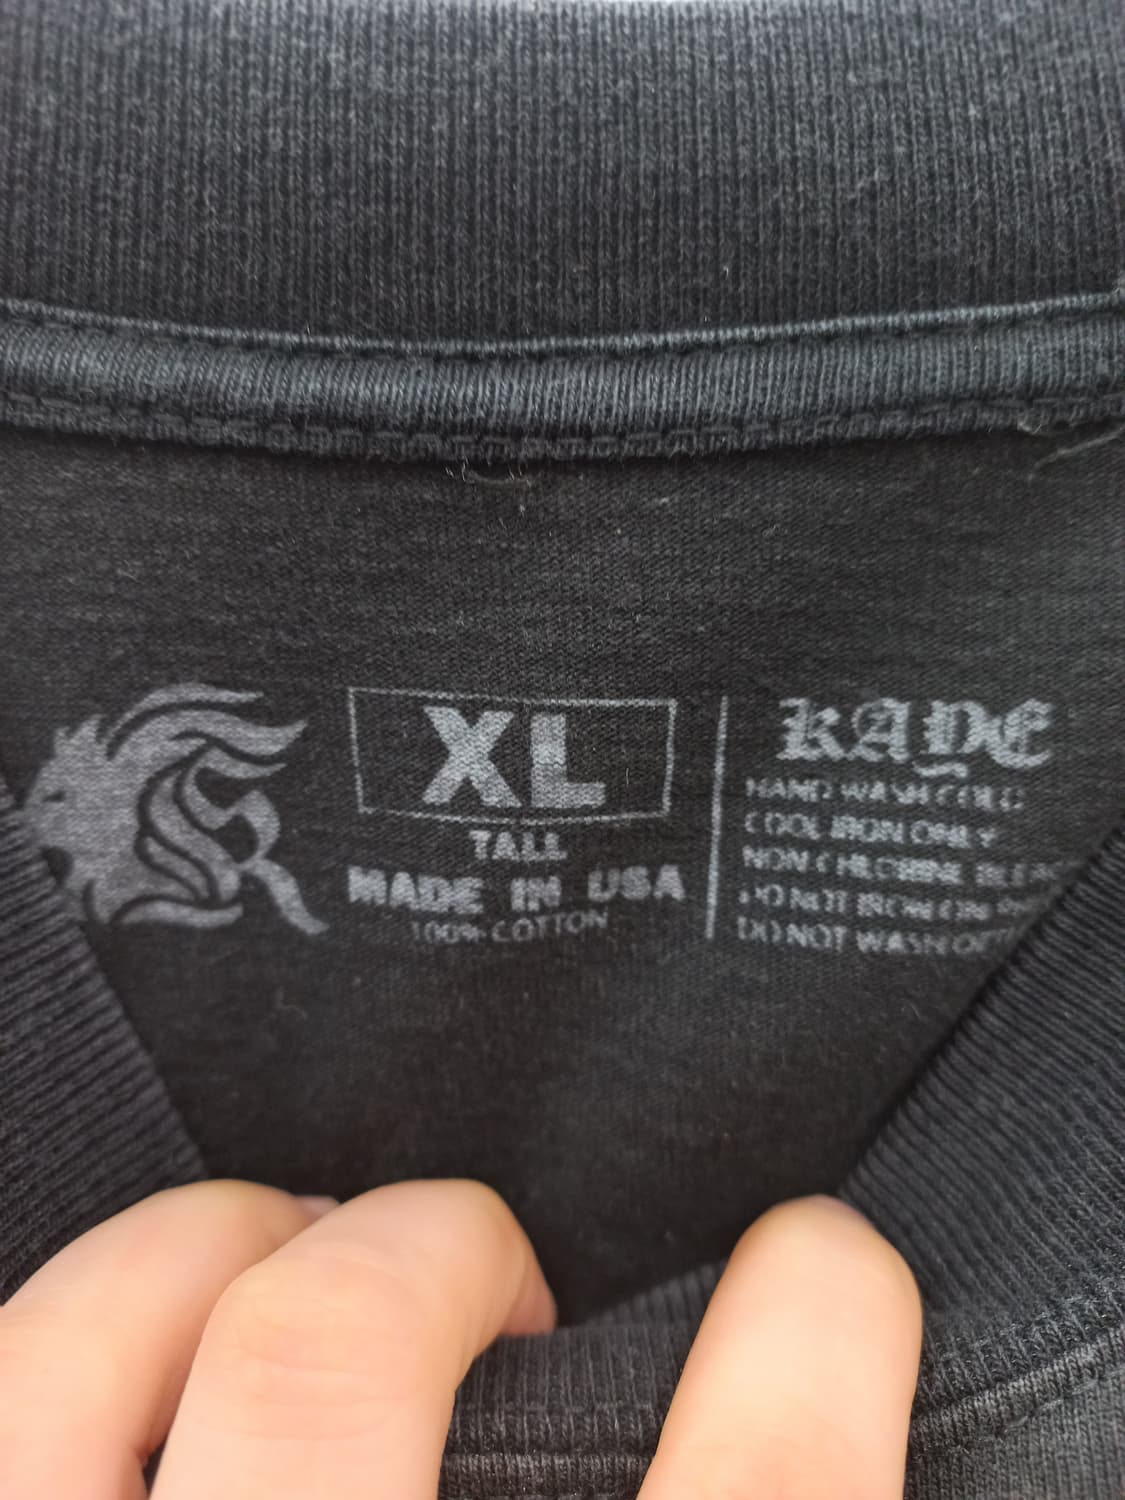 XL
TALL
MADE IN USA
100% COTTON
KAYE
HAND WASH COLD
COOL IRON ONLY
NON CHLORINE
DO NOT IRON ON
DO NOT WASH